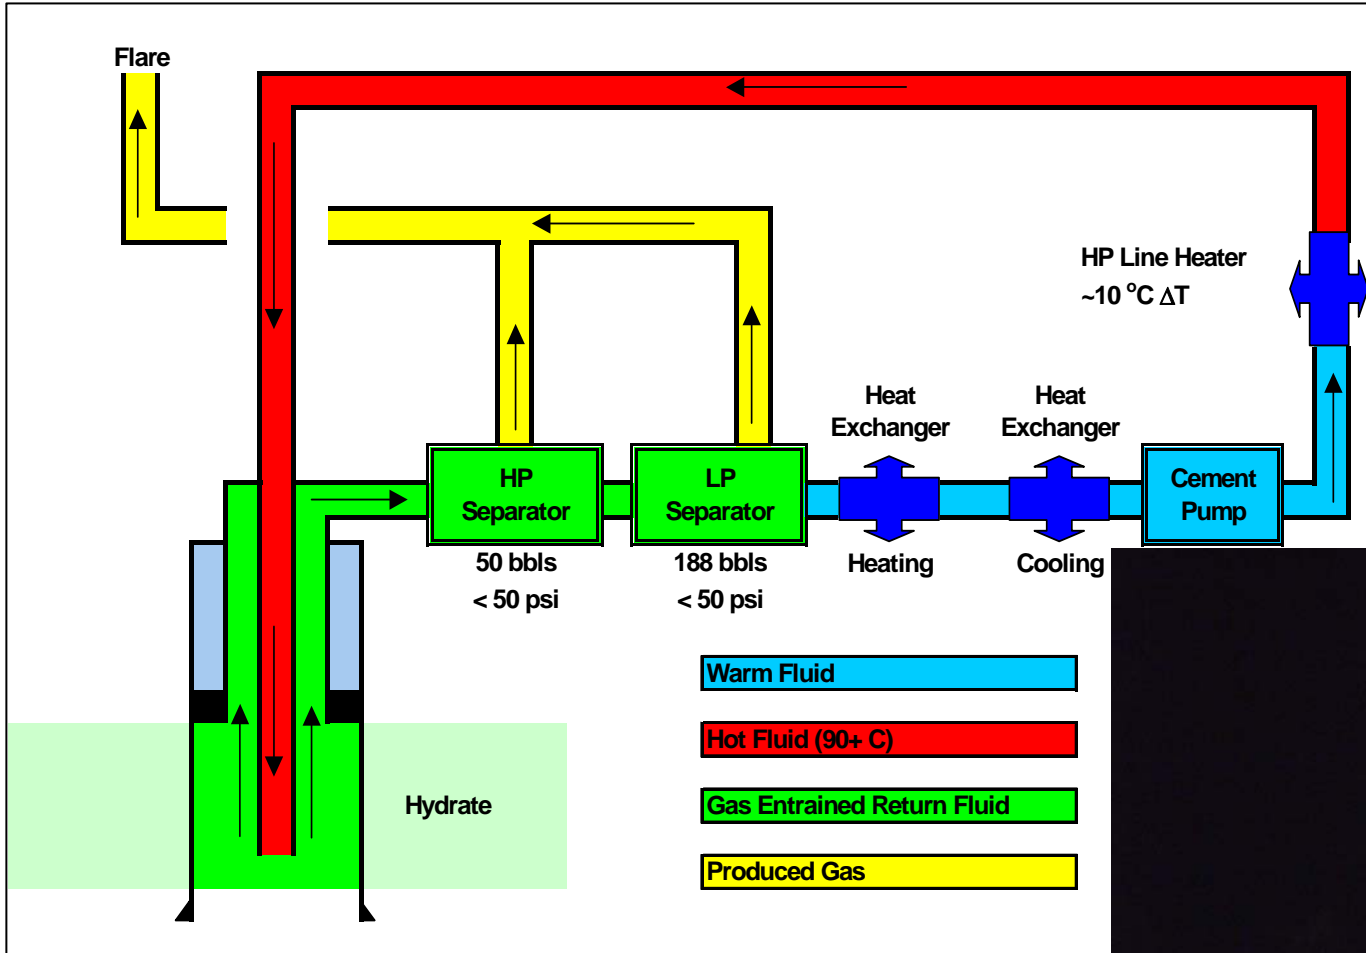 Flare
HP Line Heater
~10 °C ΔT
Heat
Exchanger
Heat
Exchanger
HP
Separator
LP
Separator
Cement
Pump
50 bbls
< 50 psi
188 bbls
< 50 psi
Heating
Cooling
Warm Fluid
Hot Fluid (90+ C)
Gas Entrained Return Fluid
Produced Gas
Hydrate